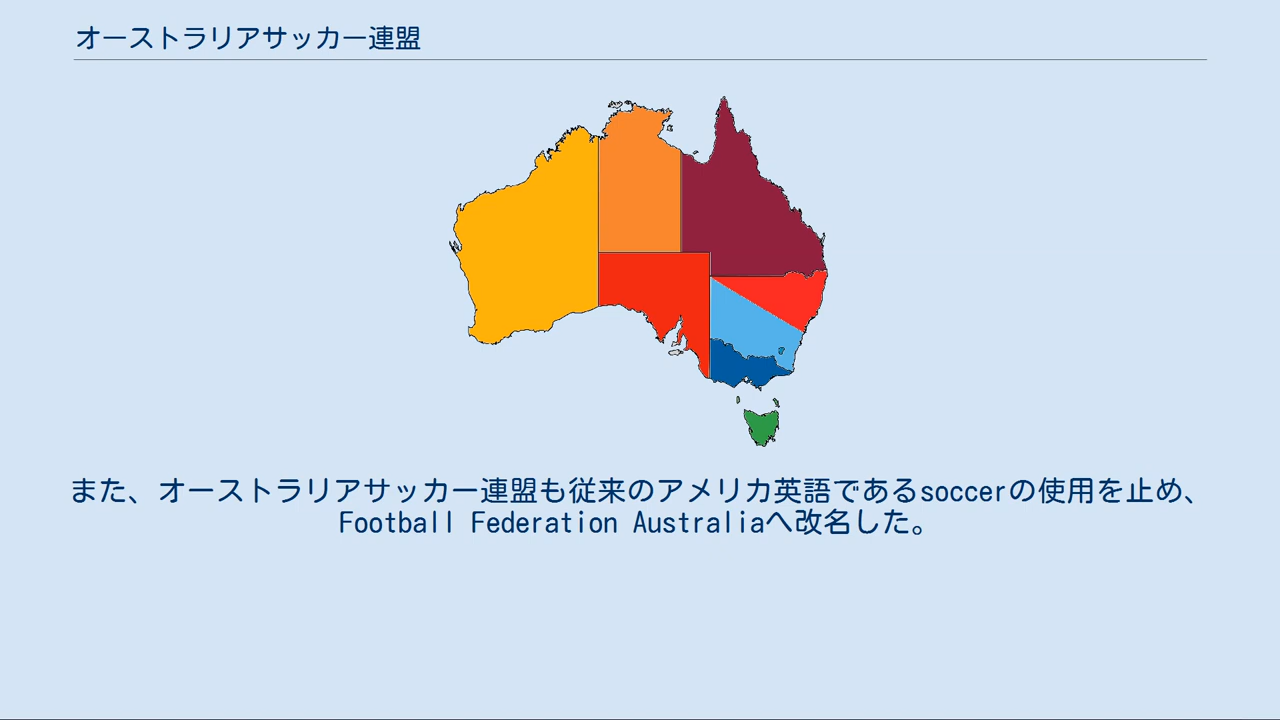 オーストラリアサッカー連盟
また、オーストラリアサッカー連盟も従来のアメリカ英語であるsoccerの使用を止め、
Football Federation Australiaへ改名した。